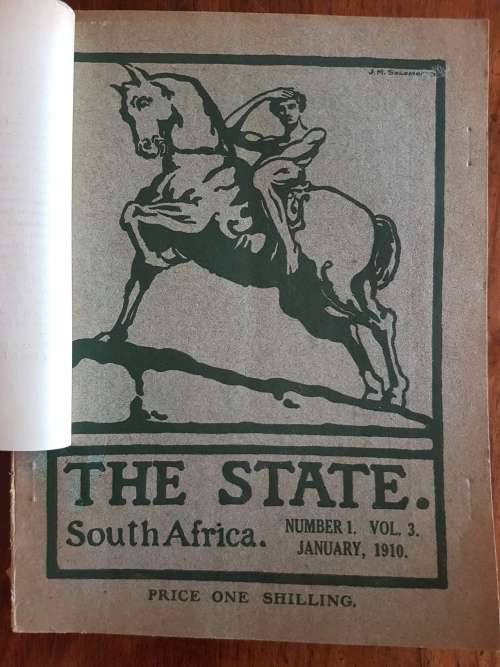 J. M. Solomon
THE STATE.
South Africa.
NUMBER 1. VOL. 3.
JANUARY, 1910.
PRICE ONE SHILLING.